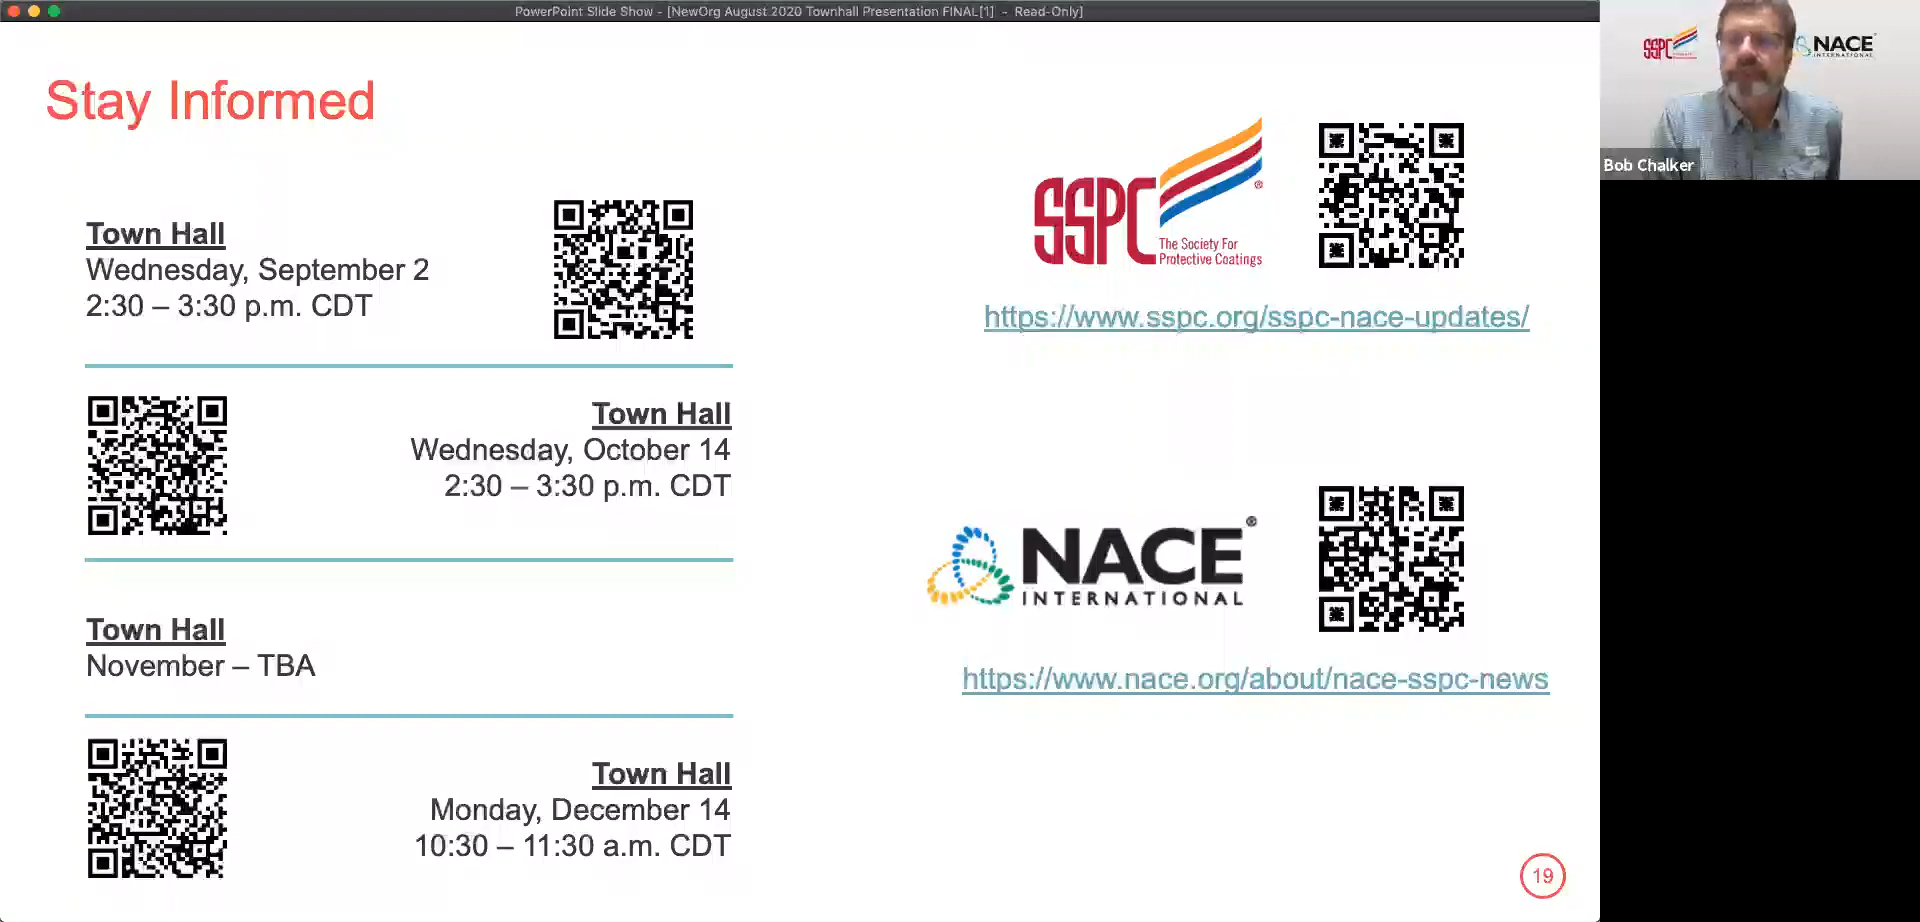 PowerPoint Slide Show - [NewOrg August 2020 Townhall Presentation FINAL[1] - Read-Only]
Stay Informed
Town Hall
Wednesday, September 2
2:30 – 3:30 p.m. CDT
Town Hall
Wednesday, October 14
2:30 – 3:30 p.m. CDT
Town Hall
November – TBA
Town Hall
Monday, December 14
10:30 – 11:30 a.m. CDT
SSPC®
The Society For
Protective Coatings
https://www.sspc.org/sspc-nace-updates/
NACE®
INTERNATIONAL
https://www.nace.org/about/nace-sspc-news
19
SSPC
NACE
INTERNATIONAL
Bob Chalker